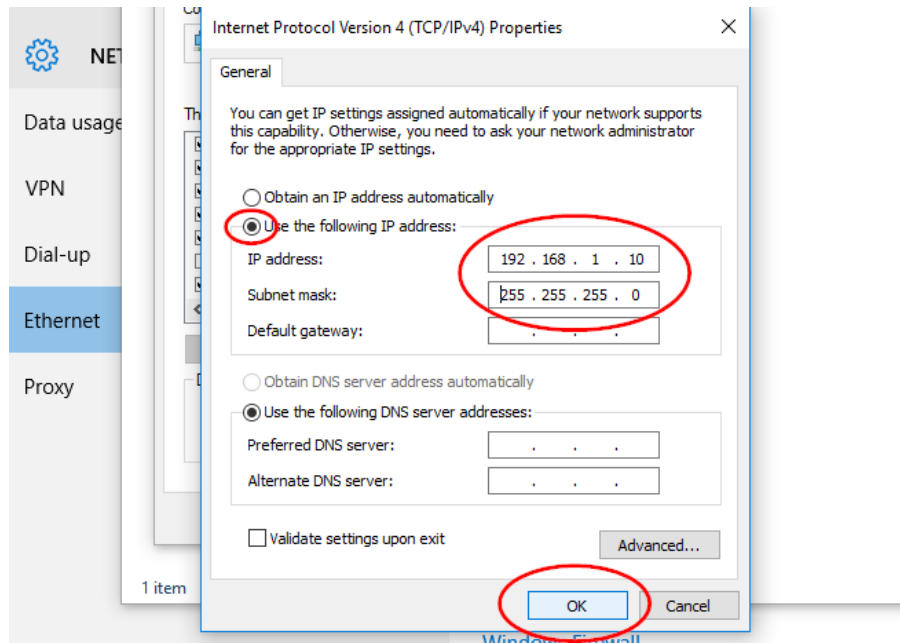 Internet Protocol Version 4 (TCP/IPv4) Properties
General
You can get IP settings assigned automatically if your network supports
this capability. Otherwise, you need to ask your network administrator
for the appropriate IP settings.
Obtain an IP address automatically
Use the following IP address:
IP address: 192 . 168 . 1 . 10
Subnet mask: 255 . 255 . 255 . 0
Default gateway: . . .
Obtain DNS server address automatically
Use the following DNS server addresses:
Preferred DNS server: . . .
Alternate DNS server: . . .
Validate settings upon exit
Advanced...
OK Cancel
NET
Data usage
VPN
Dial-up
Ethernet
Proxy
Co
Th
1 item
Windows Firewall